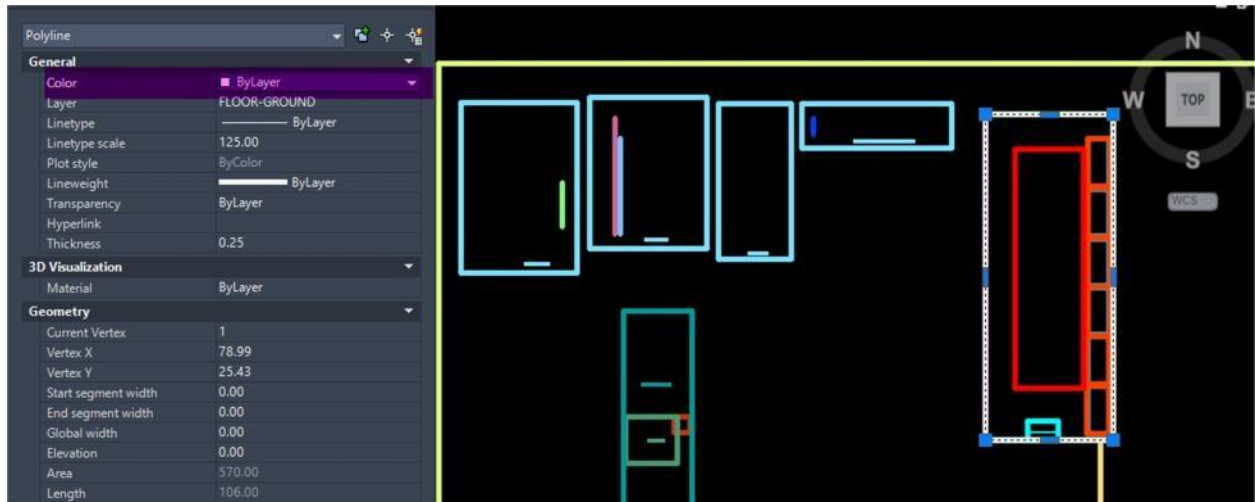 Polyline
General
Color ByLayer
Layer FLOOR-GROUND
Linetype ByLayer
Linetype scale 125.00
Plot style ByColor
Lineweight ByLayer
Transparency ByLayer
Hyperlink
Thickness 0.25
3D Visualization
Material ByLayer
Geometry
Current Vertex 1
Vertex X 78.99
Vertex Y 25.43
Start segment width 0.00
End segment width 0.00
Global width 0.00
Elevation 0.00
Area 570.00
Length 106.00
N
W TOP E
S
WCS